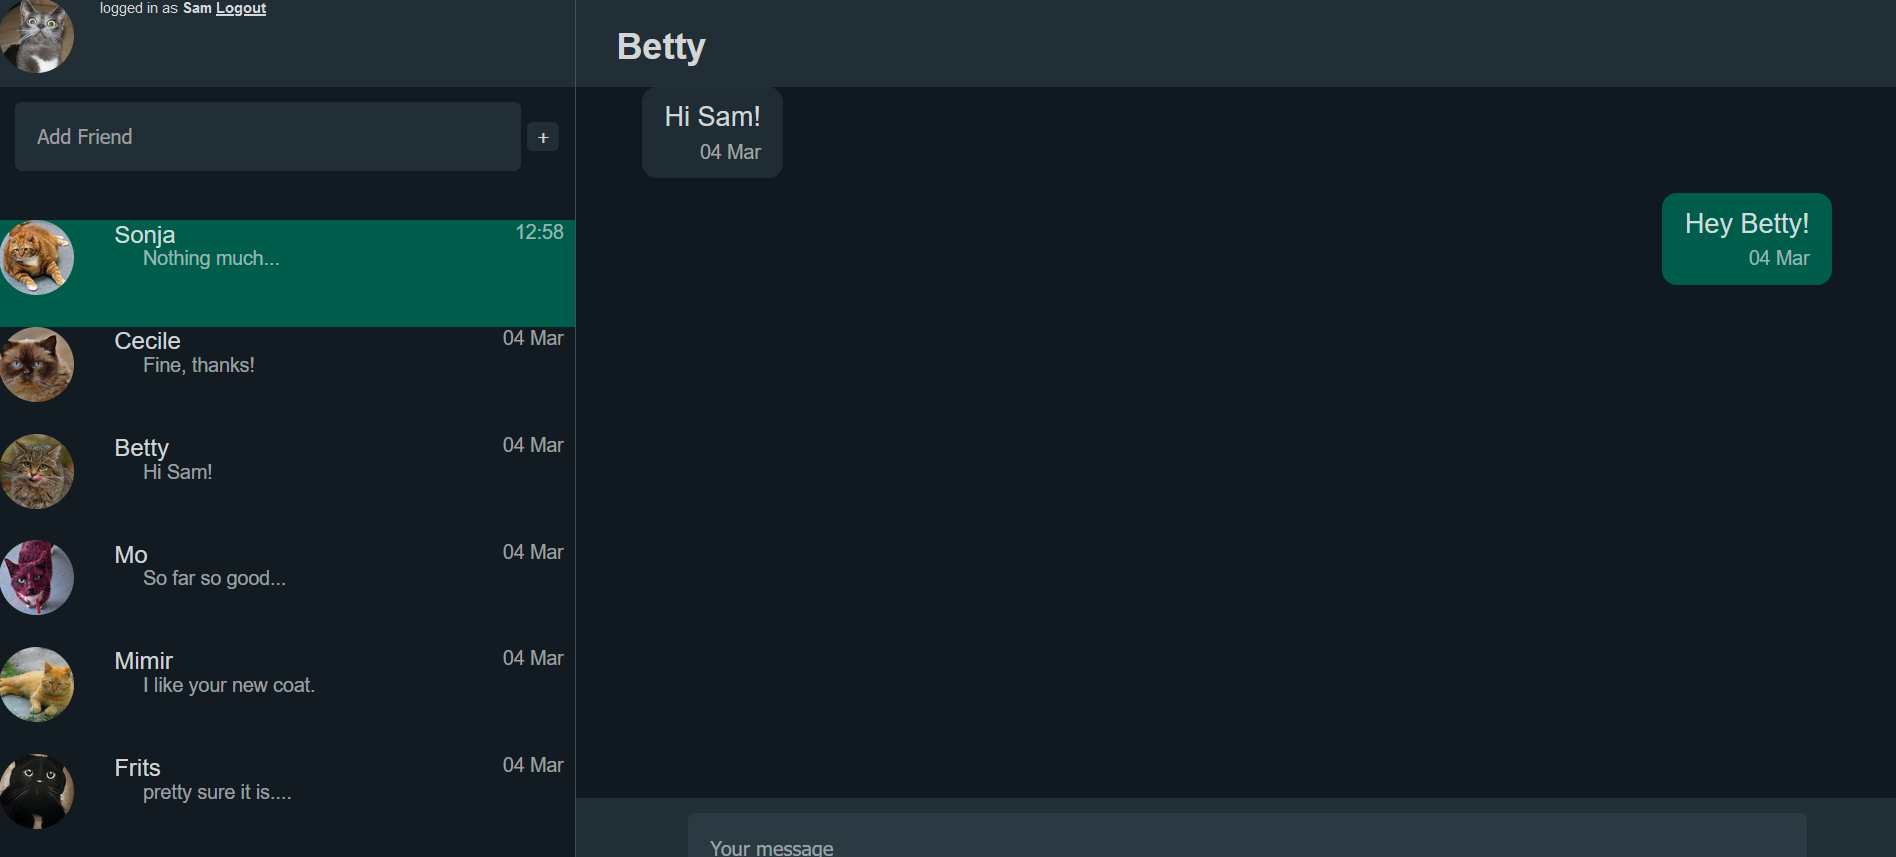 logged in as Sam Logout
Add Friend
+
Sonja
12:58
Nothing much...
Cecile
04 Mar
Fine, thanks!
Betty
04 Mar
Hi Sam!
Mo
04 Mar
So far so good...
Mimir
04 Mar
I like your new coat.
Frits
04 Mar
pretty sure it is....
Betty
Hi Sam!
04 Mar
Hey Betty!
04 Mar
Your message